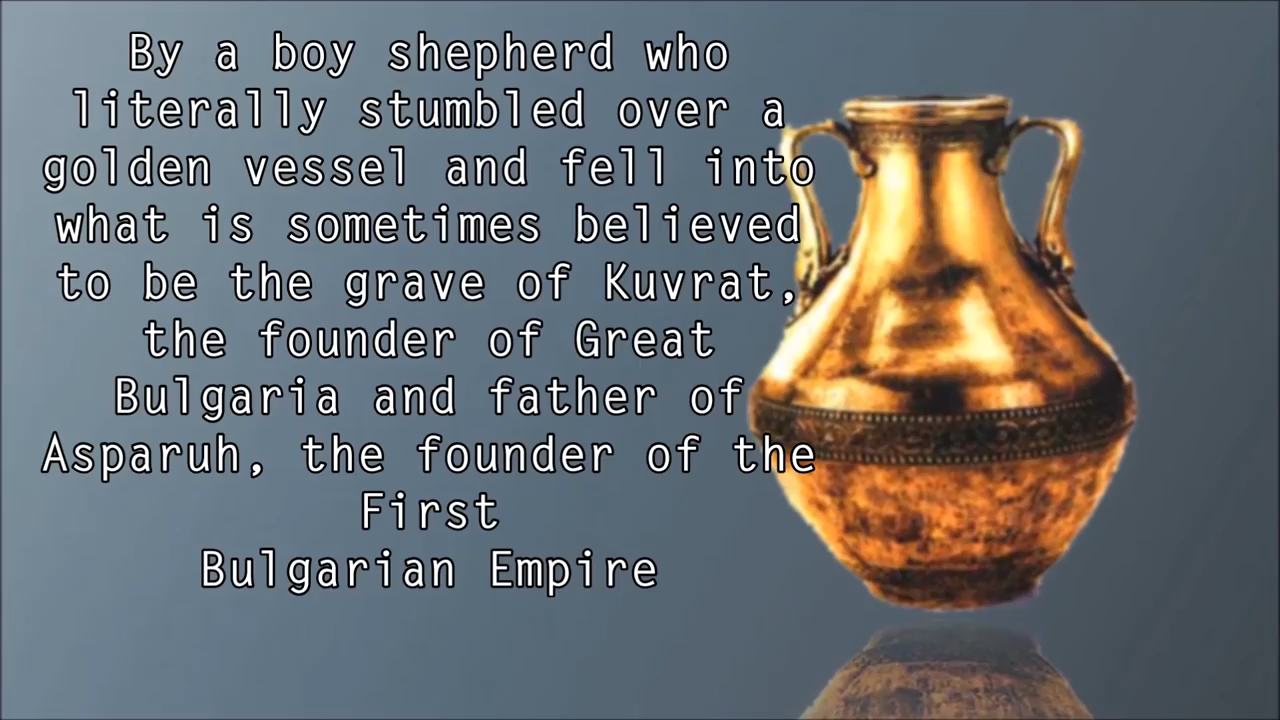 By a boy shepherd who
literally stumbled over a
golden vessel and fell into
what is sometimes believed
to be the grave of Kuvrat,
the founder of Great
Bulgaria and father of
Asparuh, the founder of the
First
Bulgarian Empire